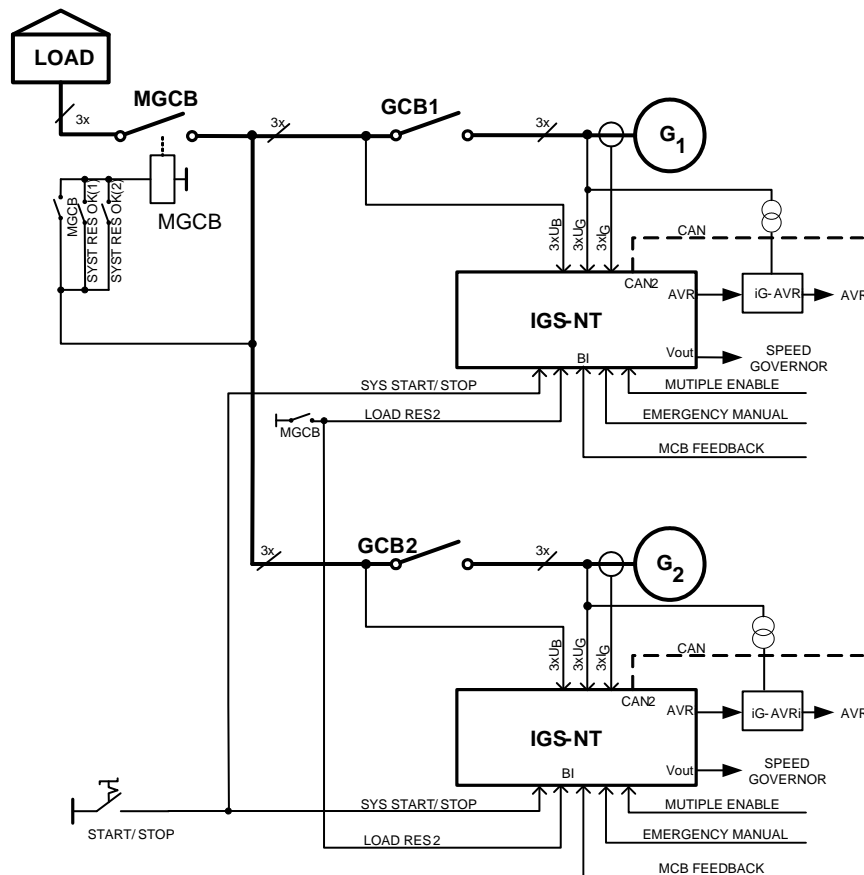 LOAD
MGCB
3x
3x
GCB1
3x
G1
MGCB
SYST RES OK(1)
SYST RES OK(2)
MGCB
3xUB
3xUG
3xIG
CAN
CAN2
AVR
iG-AVR
AVR
IGS-NT
BI
Vout
SPEED
GOVERNOR
SYS START/STOP
MUTIPLE ENABLE
MGCB
LOAD RES2
EMERGENCY MANUAL
MCB FEEDBACK
3x
GCB2
3x
G2
3xUB
3xUG
3xIG
CAN
CAN2
AVR
iG-AVRi
AVR
IGS-NT
BI
Vout
SPEED
GOVERNOR
START/STOP
SYS START/STOP
MUTIPLE ENABLE
LOAD RES2
EMERGENCY MANUAL
MCB FEEDBACK